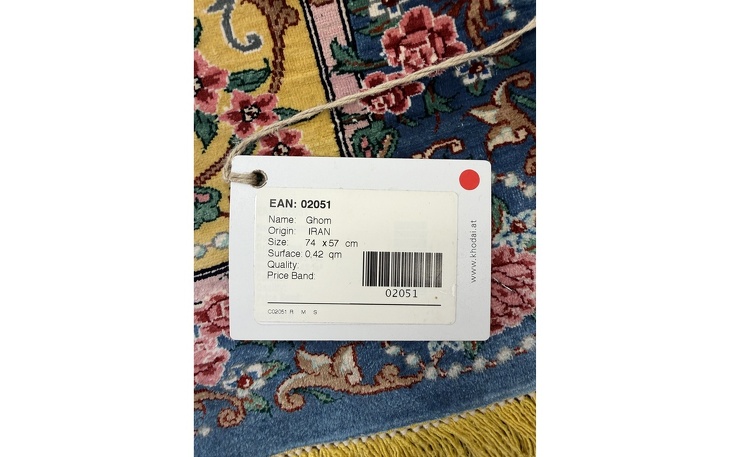 EAN: 02051
Name: Ghom
Origin: IRAN
Size: 74 x 57 cm
Surface: 0,42 qm
Quality:
Price Band:
02051
C02051 R M S
www.khodai.at